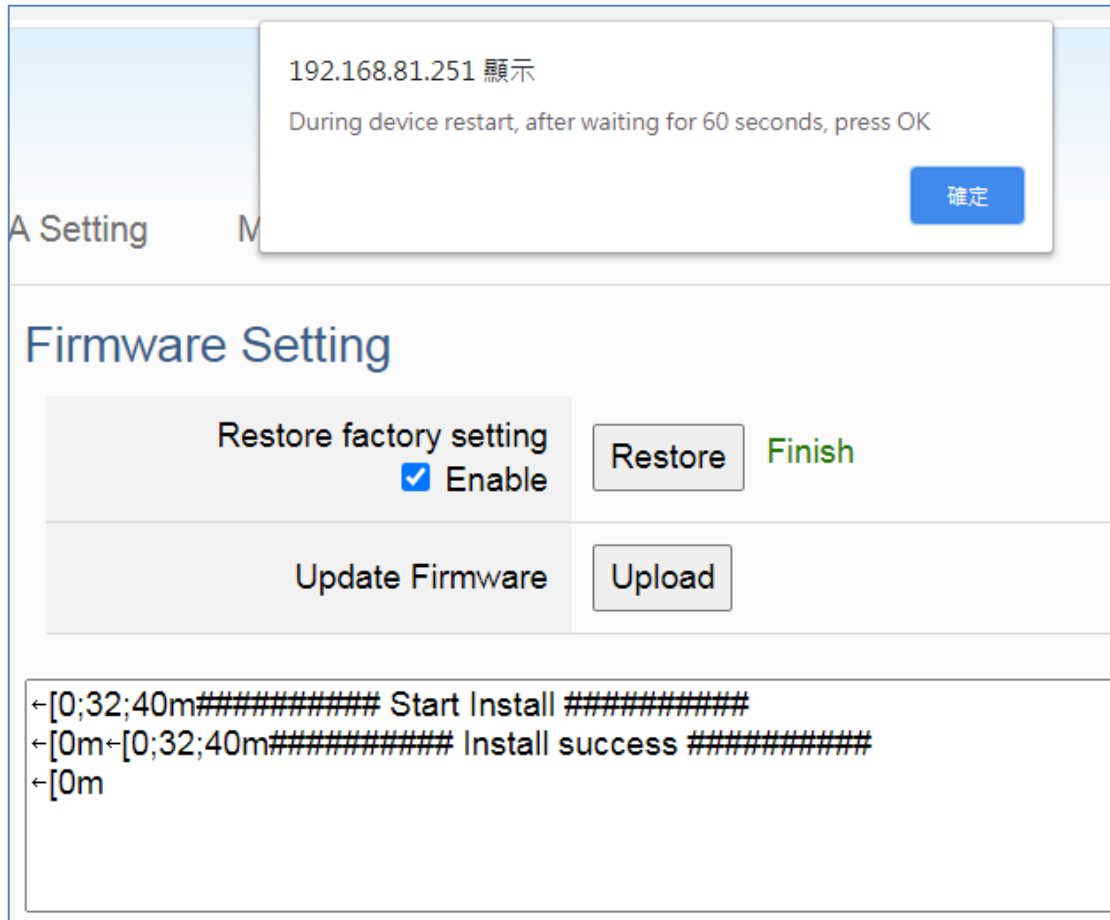 192.168.81.251 顯示
During device restart, after waiting for 60 seconds, press OK
確定
A Setting M
Firmware Setting
Restore factory setting
Enable
Restore
Finish
Update Firmware
Upload
←[0;32;40m########## Start Install ##########
←[0m←[0;32;40m########## Install success ##########
←[0m